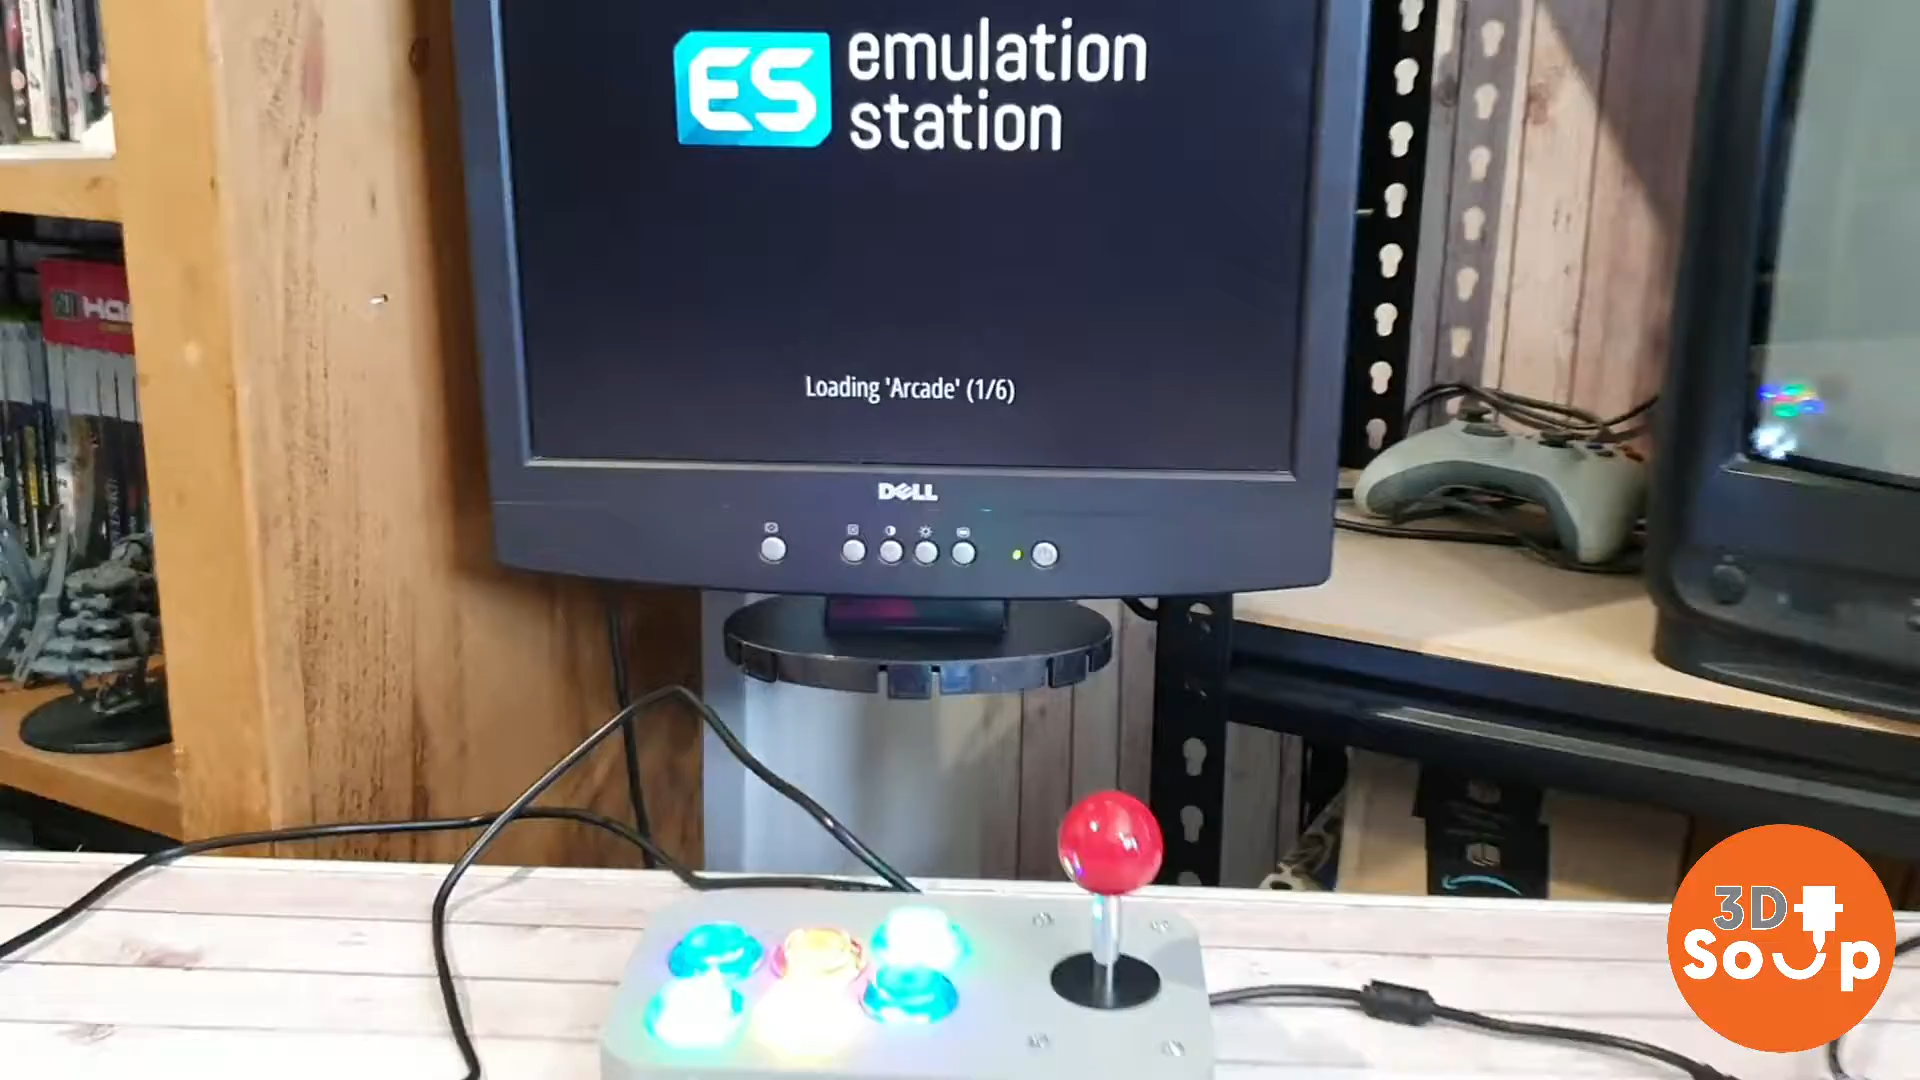 ES emulation
station
Loading 'Arcade' (1/6)
DELL
3D
Soup